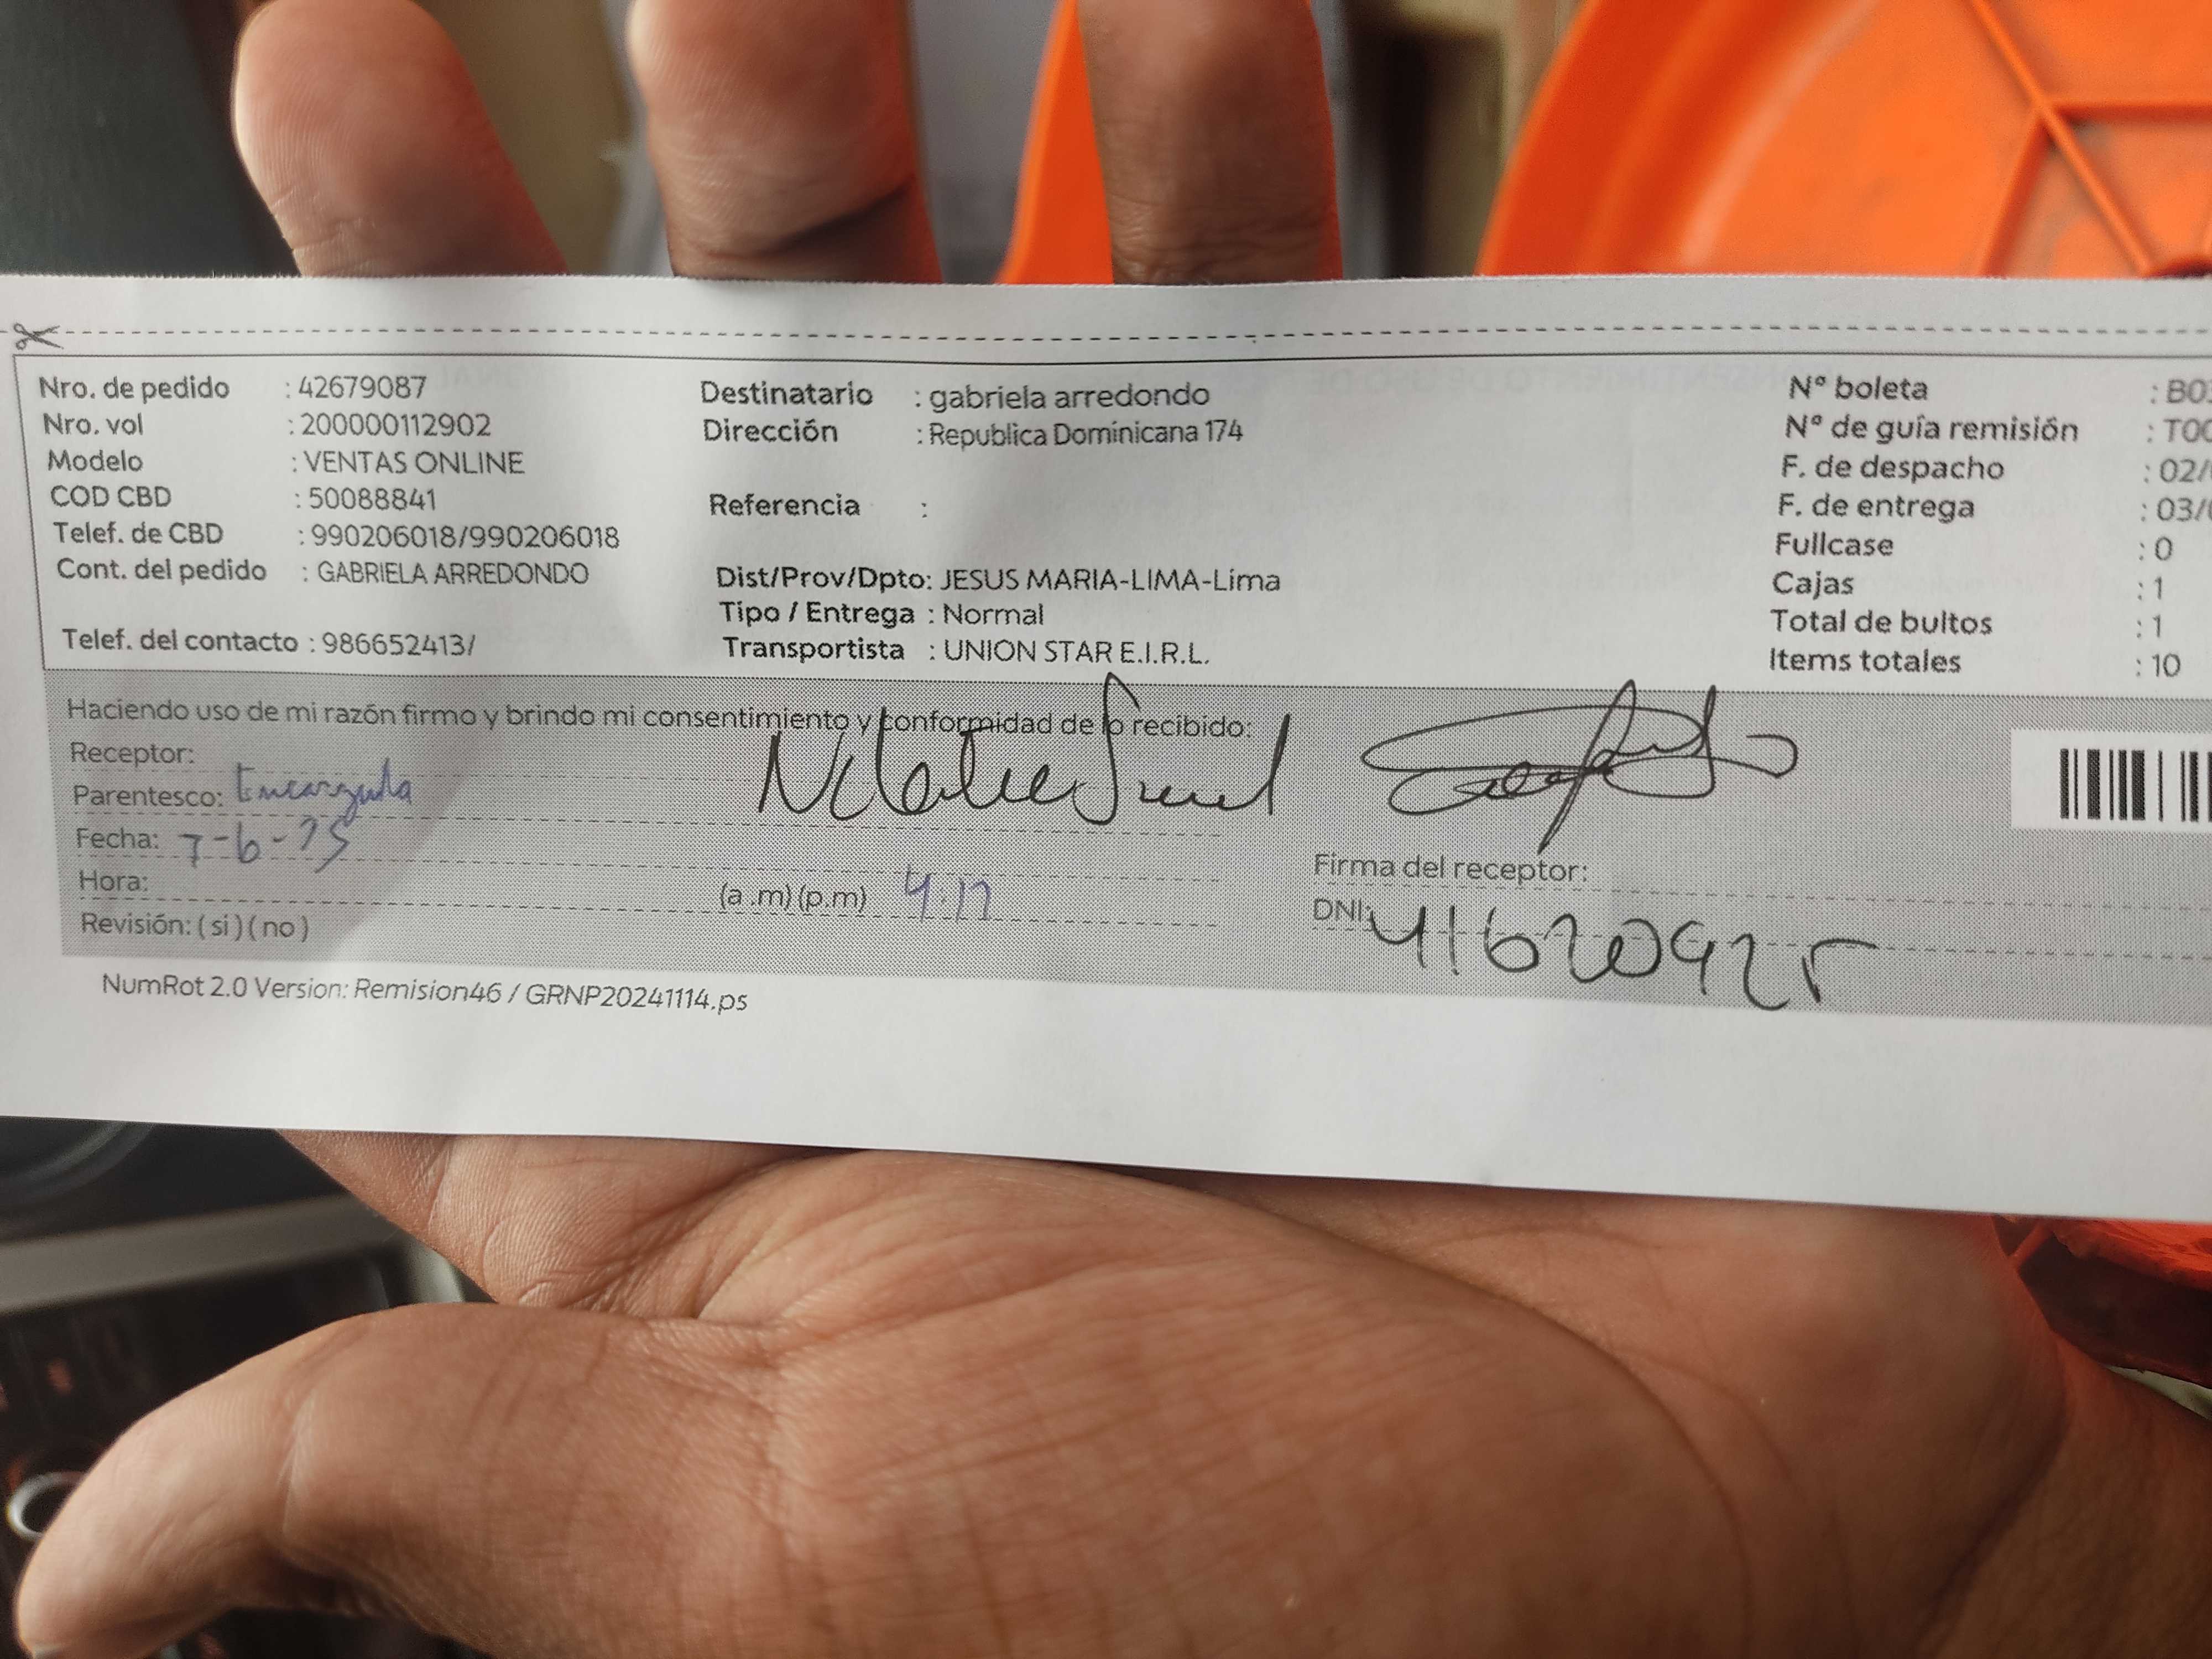 Nro. de pedido : 42679087
Nro. vol : 200000112902
Modelo : VENTAS ONLINE
COD CBD : 50088841
Telef. de CBD : 990206018/990206018
Cont. del pedido : GABRIELA ARREDONDO
Telef. del contacto : 986652413/
Destinatario : gabriela arredondo
Dirección : Republica Dominicana 174
Referencia :
Dist/Prov/Dpto: JESUS MARIA-LIMA-Lima
Tipo / Entrega : Normal
Transportista : UNION STAR E.I.R.L.
N° boleta : B03
N° de guía remisión : T00
F. de despacho : 02/
F. de entrega : 03/
Fullcase : 0
Cajas : 1
Total de bultos : 1
Items totales : 10
Haciendo uso de mi razón firmo y brindo mi consentimiento y conformidad de lo recibido:
Receptor:
Parentesco: Encargada
Fecha: 7-6-25
Hora: (a .m) (p.m) 4:17
Revisión: ( si ) ( no )
Firma del receptor:
DNI: 41620925
NumRot 2.0 Version: Remision46 / GRNP20241114.ps